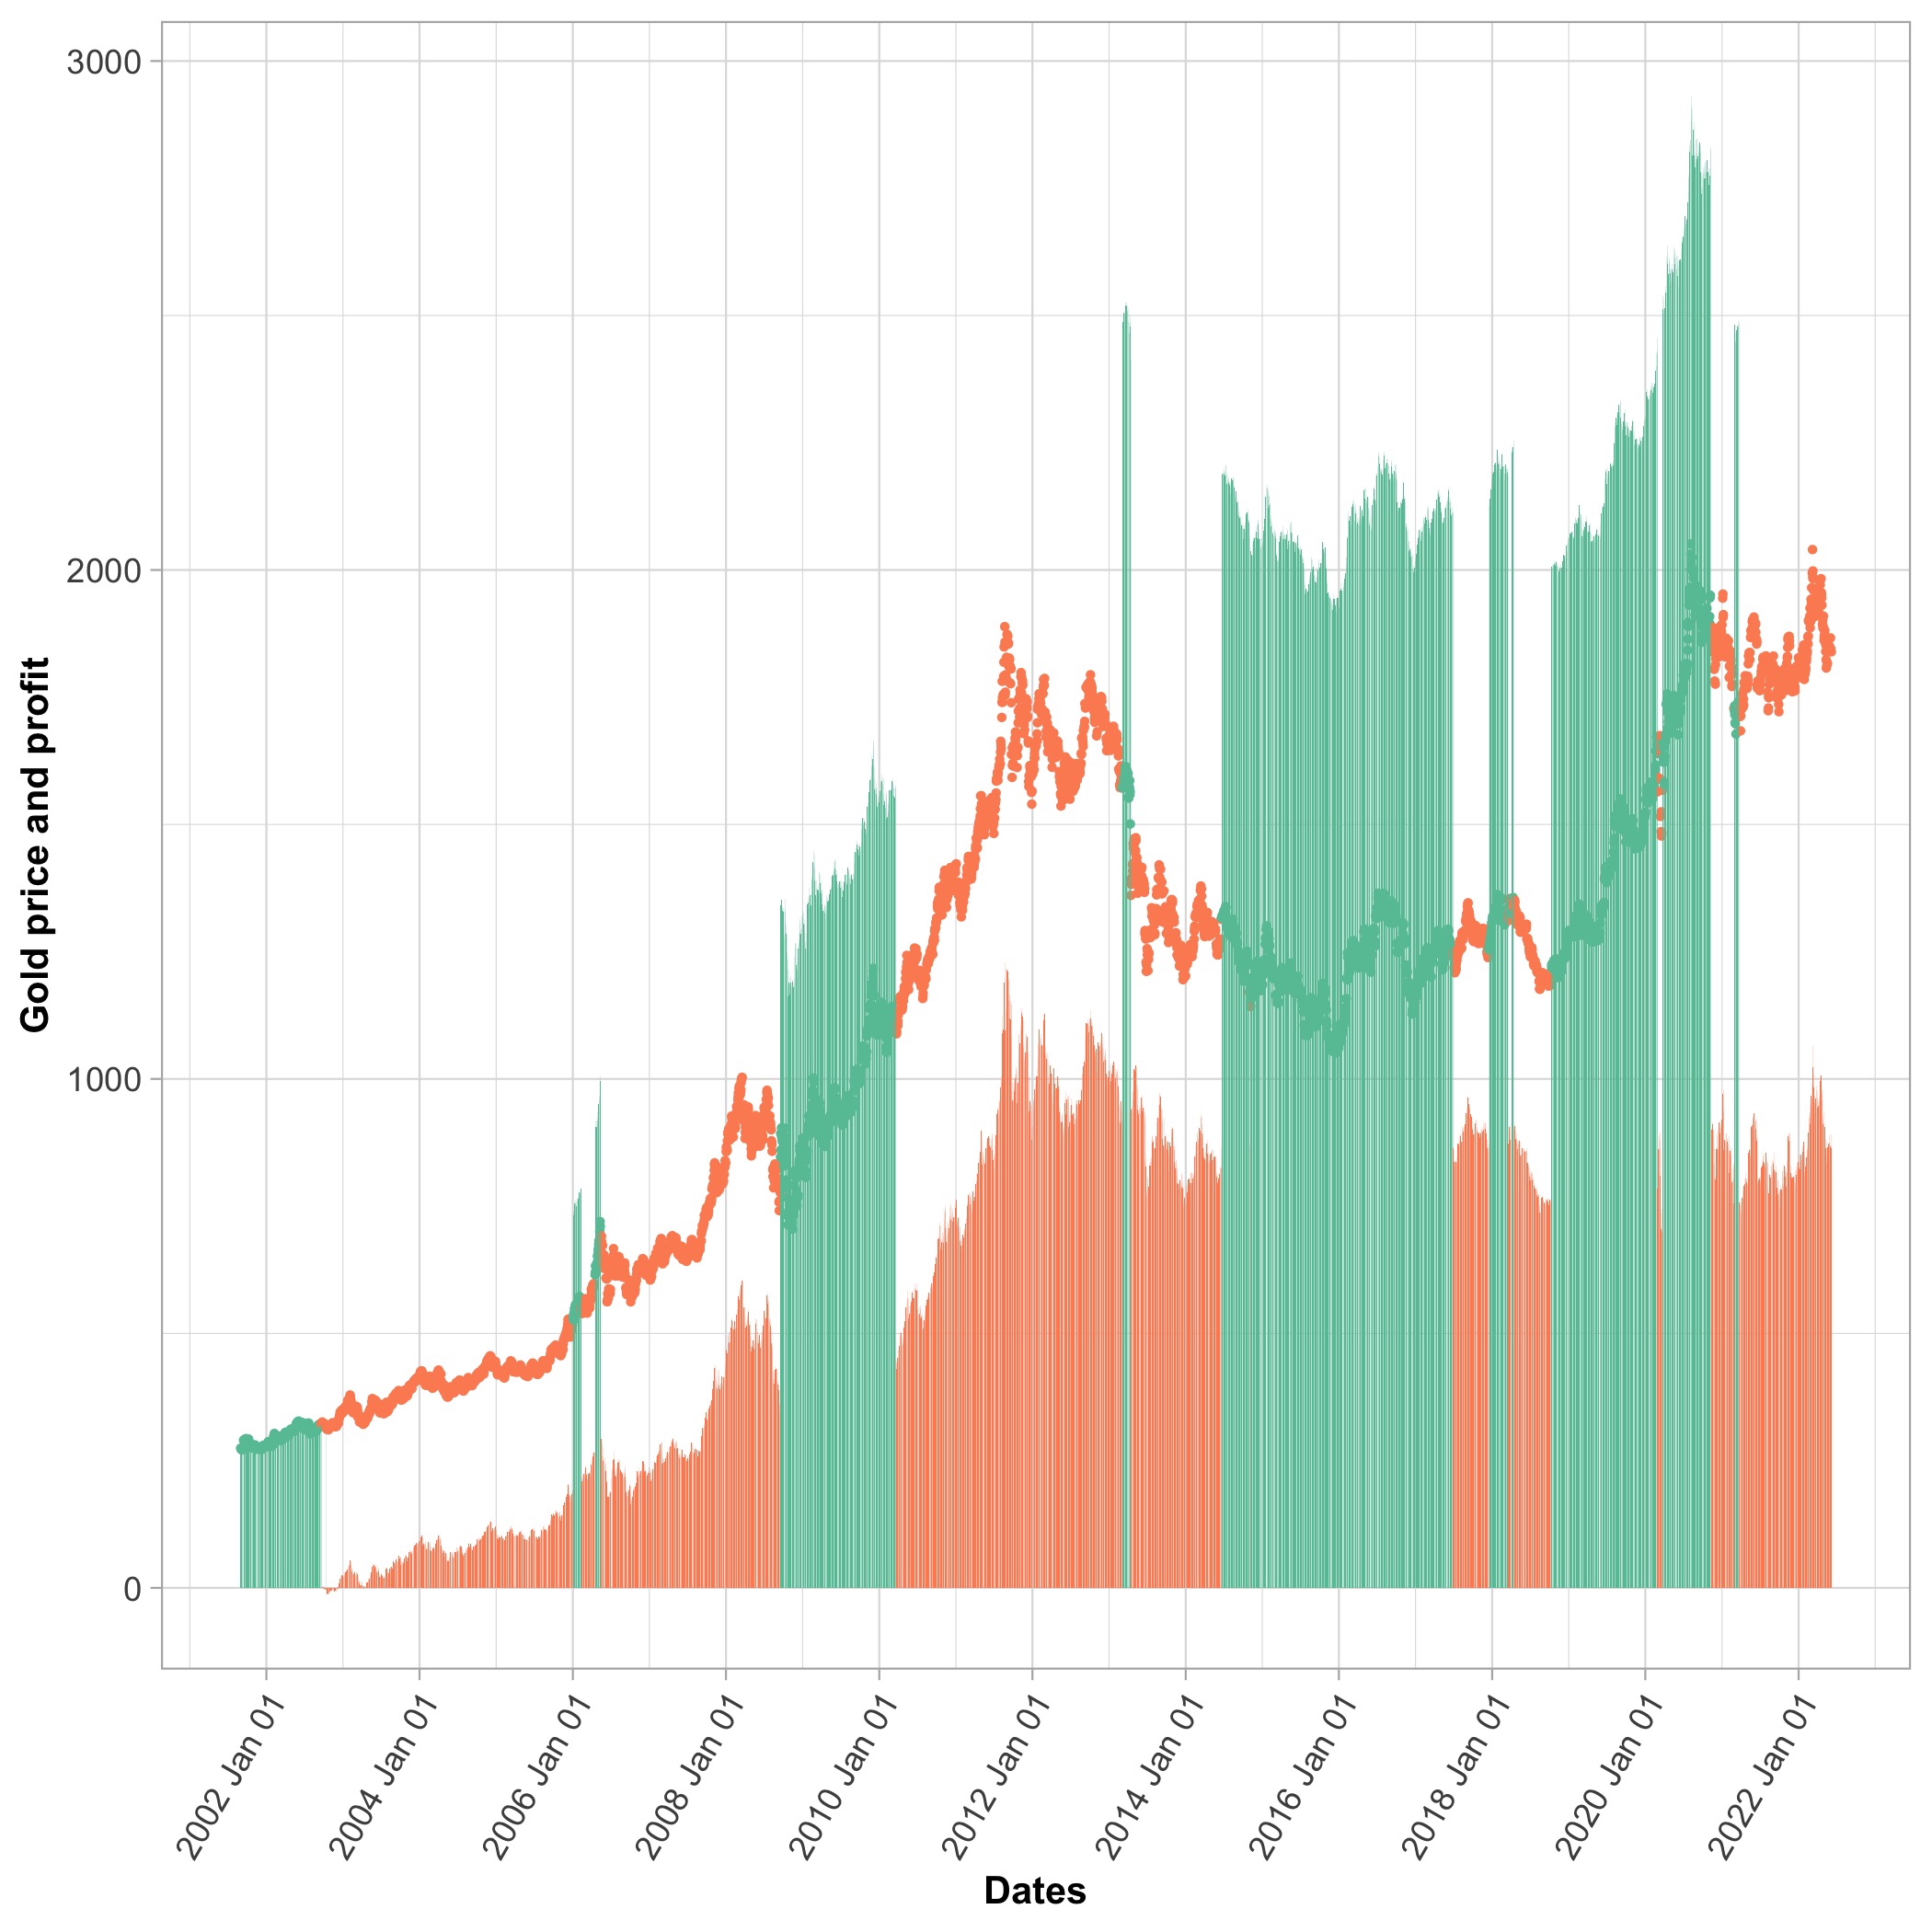 Gold price and profit
3000
2000
1000
0
2002 Jan 01
2004 Jan 01
2006 Jan 01
2008 Jan 01
2010 Jan 01
2012 Jan 01
2014 Jan 01
2016 Jan 01
2018 Jan 01
2020 Jan 01
2022 Jan 01
Dates